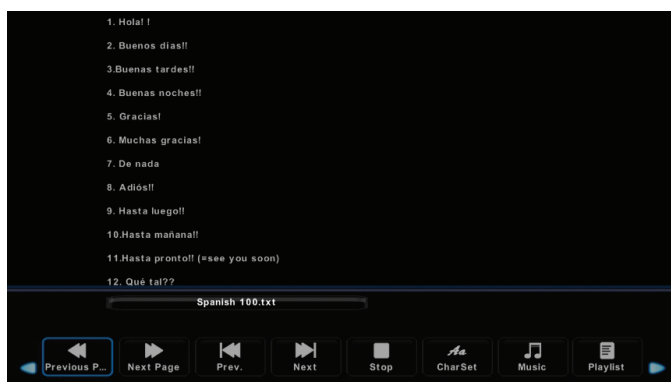 1. Hola! !
2. Buenos días!!
3.Buenas tardes!!
4. Buenas noches!!
5. Gracias!
6. Muchas gracias!
7. De nada
8. Adiós!!
9. Hasta luego!!
10.Hasta mañana!!
11.Hasta pronto!! (=see you soon)
12. Qué tal??
Spanish 100.txt
Previous P... Next Page Prev. Next Stop Aa CharSet Music Playlist